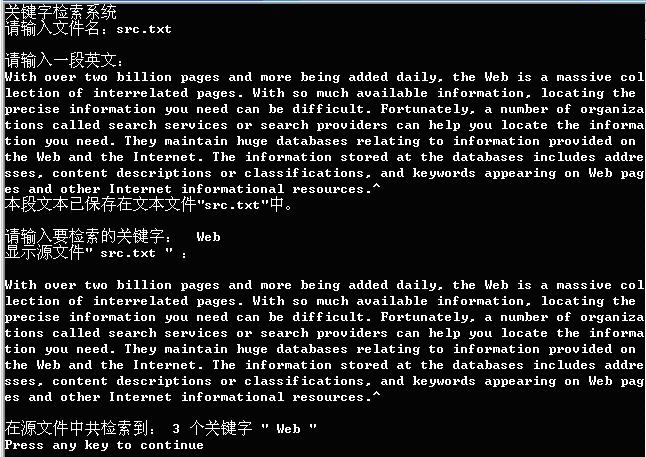 关键字检索系统
请输入文件名：src.txt
请输入一段英文：
With over two billion pages and more being added daily, the Web is a massive col
lection of interrelated pages. With so much available information, locating the
precise information you need can be difficult. Fortunately, a number of organiza
tions called search services or search providers can help you locate the informa
tion you need. They maintain huge databases relating to information provided on
the Web and the Internet. The information stored at the databases includes addre
sses, content descriptions or classifications, and keywords appearing on Web pag
es and other Internet informational resources.^
本段文本已保存在文本文件"src.txt"中。
请输入要检索的关键字：  Web
显示源文件" src.txt " ：
With over two billion pages and more being added daily, the Web is a massive col
lection of interrelated pages. With so much available information, locating the
precise information you need can be difficult. Fortunately, a number of organiza
tions called search services or search providers can help you locate the informa
tion you need. They maintain huge databases relating to information provided on
the Web and the Internet. The information stored at the databases includes addre
sses, content descriptions or classifications, and keywords appearing on Web pag
es and other Internet informational resources.^
在源文件中共检索到： 3 个关键字 " Web "
Press any key to continue